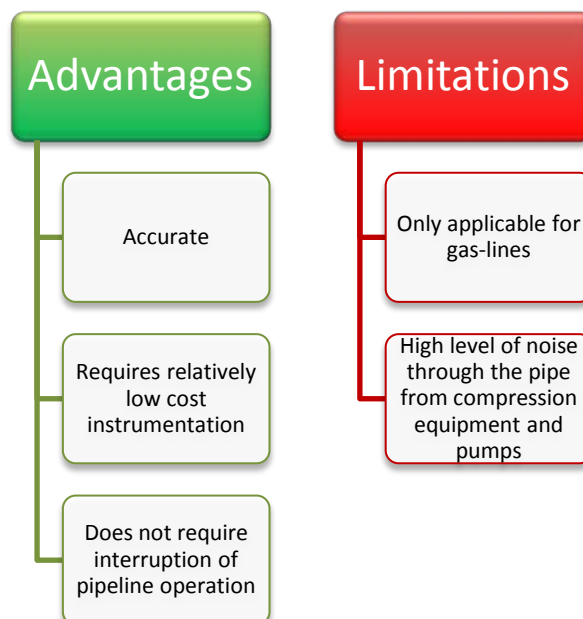 Advantages
Accurate
Requires relatively
low cost
instrumentation
Does not require
interruption of
pipeline operation
Limitations
Only applicable for
gas-lines
High level of noise
through the pipe
from compression
equipment and
pumps